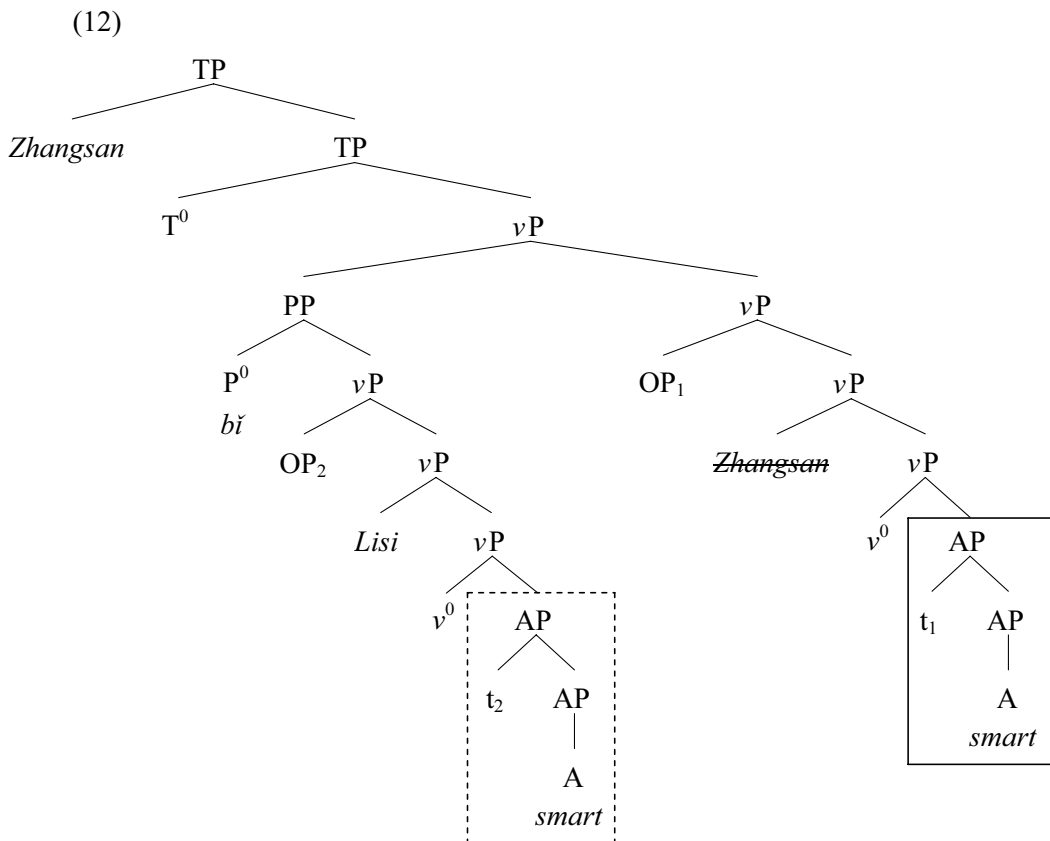 (12)
TP
Zhangsan TP
T⁰ vP
PP vP
P⁰ vP OP₁ vP
bǐ
OP₂ vP Zhangsan vP
Lisi vP v⁰ AP
v⁰ AP t₁ AP
t₂ AP A
smart
A
smart